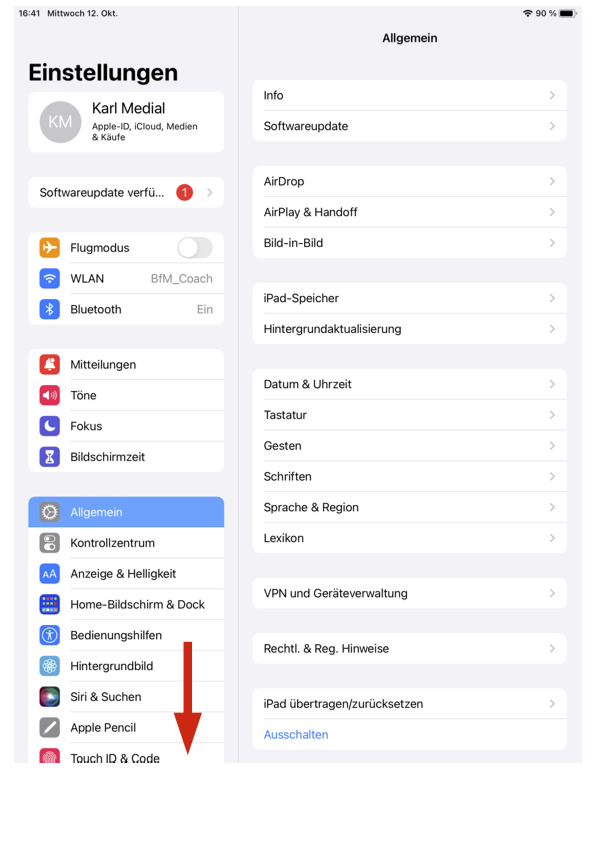 16:41 Mittwoch 12. Okt.
90 %
Einstellungen
KM
Karl Medial
Apple-ID, iCloud, Medien
& Käufe
Softwareupdate verfü...
1
Flugmodus
WLAN
BfM_Coach
Bluetooth
Ein
Mitteilungen
Töne
Fokus
Bildschirmzeit
Allgemein
Kontrollzentrum
AA
Anzeige & Helligkeit
Home-Bildschirm & Dock
Bedienungshilfen
Hintergrundbild
Siri & Suchen
Apple Pencil
Touch ID & Code
Allgemein
Info
Softwareupdate
AirDrop
AirPlay & Handoff
Bild-in-Bild
iPad-Speicher
Hintergrundaktualisierung
Datum & Uhrzeit
Tastatur
Gesten
Schriften
Sprache & Region
Lexikon
VPN und Geräteverwaltung
Rechtl. & Reg. Hinweise
iPad übertragen/zurücksetzen
Ausschalten